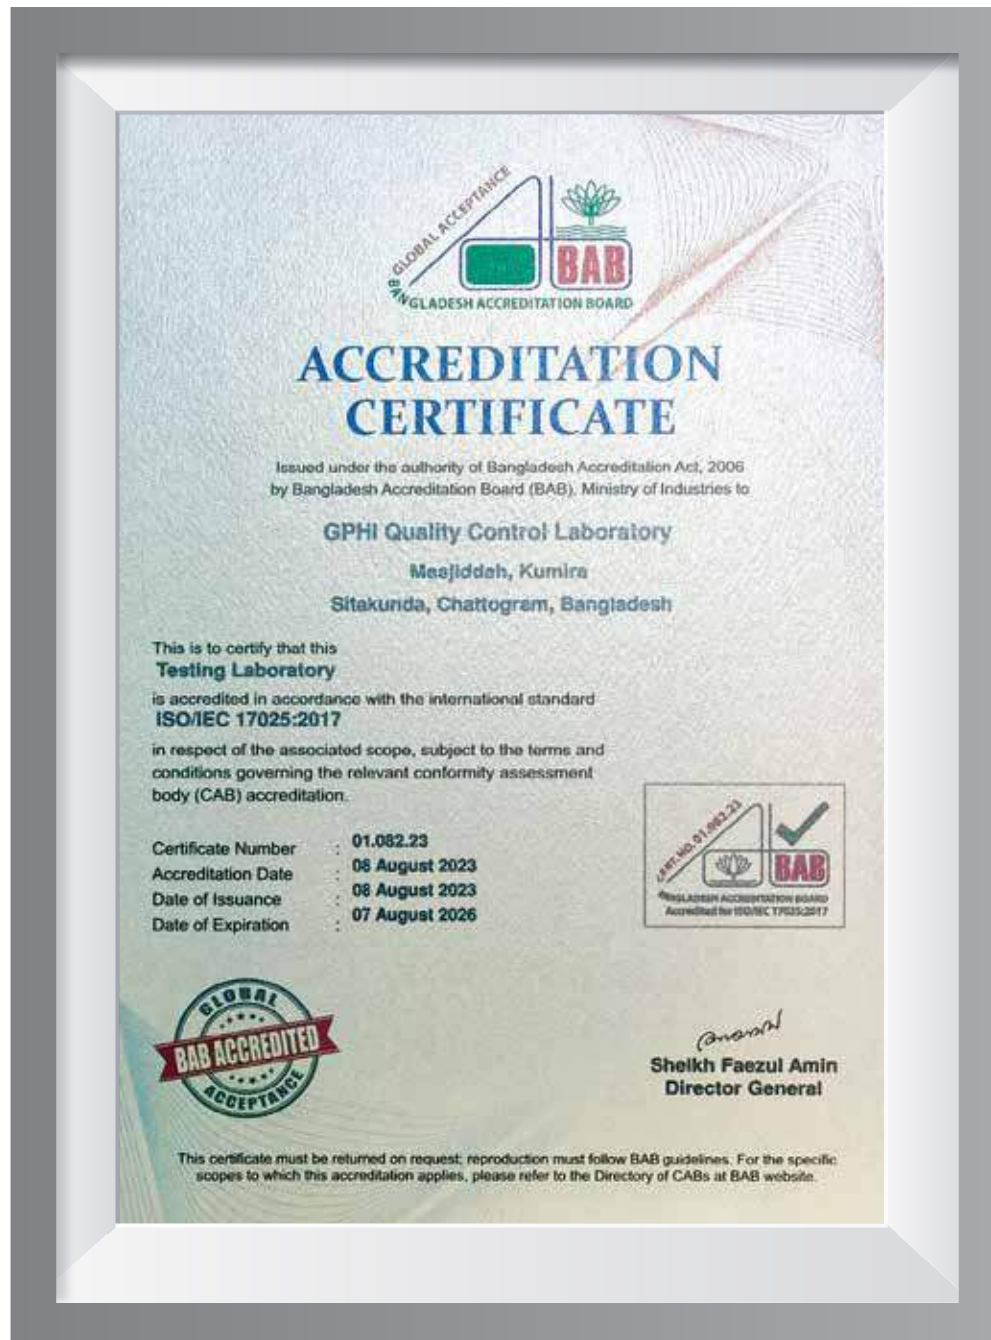 GLOBAL ACCEPTANCE
BAB
BANGLADESH ACCREDITATION BOARD
ACCREDITATION
CERTIFICATE
Issued under the authority of Bangladesh Accreditation Act, 2006
by Bangladesh Accreditation Board (BAB), Ministry of Industries to
GPHI Quality Control Laboratory
Masjiddah, Kumira
Sitakunda, Chattogram, Bangladesh
This is to certify that this
Testing Laboratory
is accredited in accordance with the international standard
ISO/IEC 17025:2017
in respect of the associated scope, subject to the terms and
conditions governing the relevant conformity assessment
body (CAB) accreditation.
Certificate Number : 01.082.23
Accreditation Date : 08 August 2023
Date of Issuance : 08 August 2023
Date of Expiration : 07 August 2026
CERT. NO. 01.082.23
BAB
BANGLADESH ACCREDITATION BOARD
Accredited for ISO/IEC 17025:2017
GLOBAL
BAB ACCREDITED
ACCEPTANCE
Sheikh Faezul Amin
Director General
This certificate must be returned on request; reproduction must follow BAB guidelines. For the specific
scopes to which this accreditation applies, please refer to the Directory of CABs at BAB website.